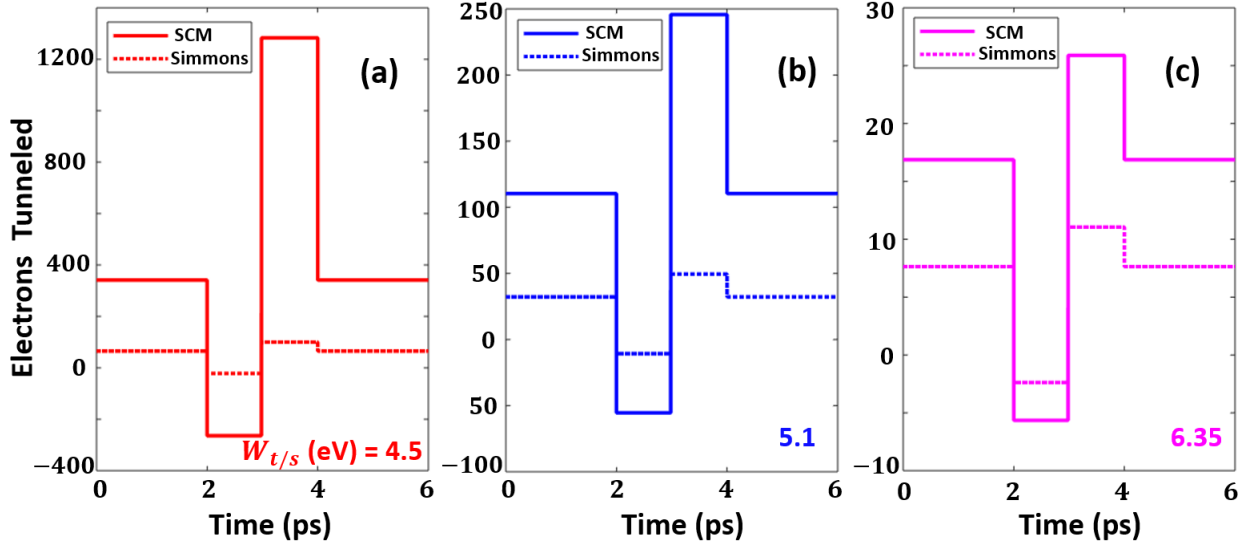 SCM
Simmons
(a)
1200
800
400
0
−400
Electrons Tunneled
W_{t/s} (eV) = 4.5
0 2 4 6
Time (ps)
SCM
Simmons
(b)
250
200
150
100
50
0
50
−100
5.1
0 2 4 6
Time (ps)
SCM
Simmons
(c)
30
20
10
0
−10
6.35
0 2 4 6
Time (ps)